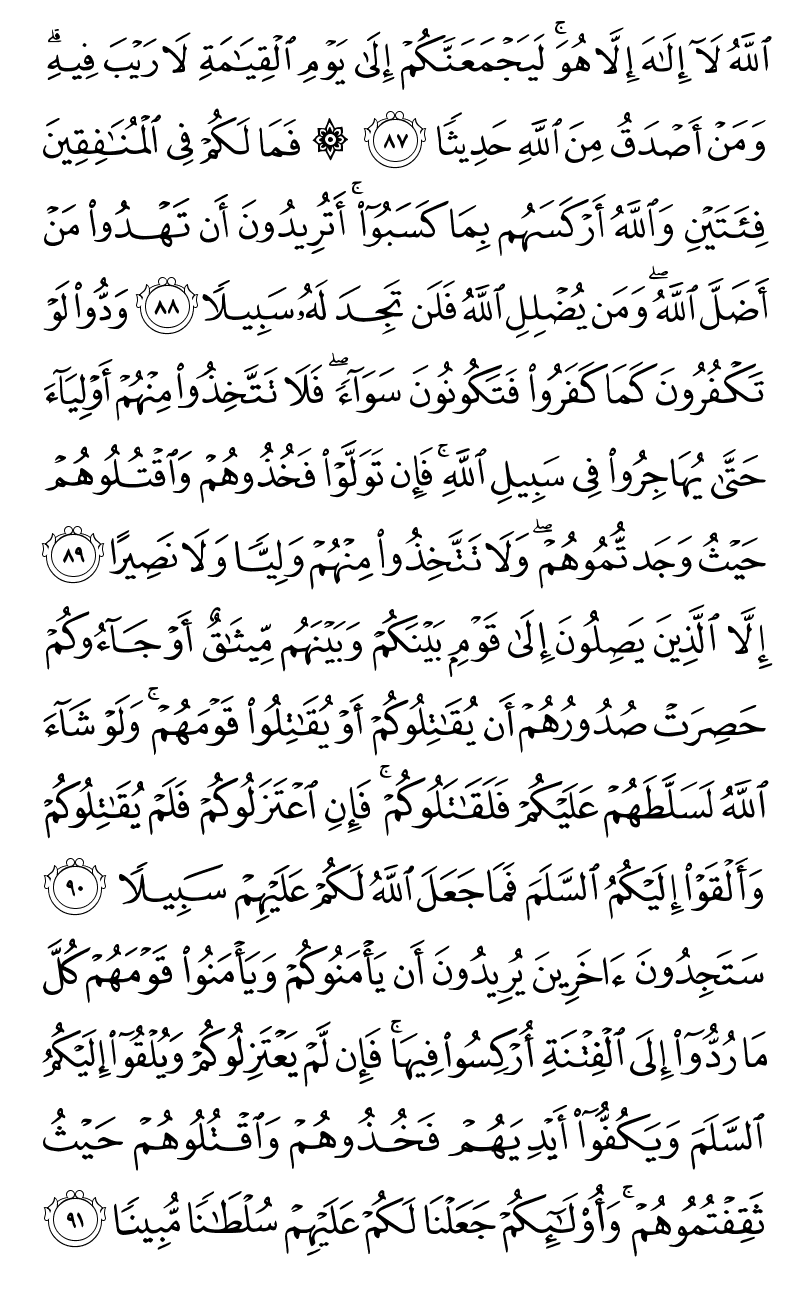 ٱللَّهُ لَآ إِلَٰهَ إِلَّا هُوَۚ لَيَجْمَعَنَّكُمْ إِلَىٰ يَوْمِ ٱلْقِيَٰمَةِ لَا رَيْبَ فِيهِۗ
وَمَنْ أَصْدَقُ مِنَ ٱللَّهِ حَدِيثًا ٨٧ ۞ فَمَا لَكُمْ فِى ٱلْمُنَٰفِقِينَ
فِئَتَيْنِ وَٱللَّهُ أَرْكَسَهُم بِمَا كَسَبُوٓا۟ۚ أَتُرِيدُونَ أَن تَهْدُوا۟ مَنْ
أَضَلَّ ٱللَّهُۖ وَمَن يُضْلِلِ ٱللَّهُ فَلَن تَجِدَ لَهُۥ سَبِيلًا ٨٨ وَدُّوا۟ لَوْ
تَكْفُرُونَ كَمَا كَفَرُوا۟ فَتَكُونُونَ سَوَآءًۖ فَلَا تَتَّخِذُوا۟ مِنْهُمْ أَوْلِيَآءَ
حَتَّىٰ يُهَاجِرُوا۟ فِى سَبِيلِ ٱللَّهِۚ فَإِن تَوَلَّوْا۟ فَخُذُوهُمْ وَٱقْتُلُوهُمْ
حَيْثُ وَجَدتُّمُوهُمْۖ وَلَا تَتَّخِذُوا۟ مِنْهُمْ وَلِيًّا وَلَا نَصِيرًا ٨٩
إِلَّا ٱلَّذِينَ يَصِلُونَ إِلَىٰ قَوْمٍۭ بَيْنَكُمْ وَبَيْنَهُم مِّيثَٰقٌ أَوْ جَآءُوكُمْ
حَصِرَتْ صُدُورُهُمْ أَن يُقَٰتِلُوكُمْ أَوْ يُقَٰتِلُوا۟ قَوْمَهُمْۚ وَلَوْ شَآءَ
ٱللَّهُ لَسَلَّطَهُمْ عَلَيْكُمْ فَلَقَٰتَلُوكُمْۚ فَإِنِ ٱعْتَزَلُوكُمْ فَلَمْ يُقَٰتِلُوكُمْ
وَأَلْقَوْا۟ إِلَيْكُمُ ٱلسَّلَمَ فَمَا جَعَلَ ٱللَّهُ لَكُمْ عَلَيْهِمْ سَبِيلًا ٩٠
سَتَجِدُونَ ءَاخَرِينَ يُرِيدُونَ أَن يَأْمَنُوكُمْ وَيَأْمَنُوا۟ قَوْمَهُمْ كُلَّ
مَا رُدُّوٓا۟ إِلَى ٱلْفِتْنَةِ أُرْكِسُوا۟ فِيهَاۚ فَإِن لَّمْ يَعْتَزِلُوكُمْ وَيُلْقُوٓا۟ إِلَيْكُمُ
ٱلسَّلَمَ وَيَكُفُّوٓا۟ أَيْدِيَهُمْ فَخُذُوهُمْ وَٱقْتُلُوهُمْ حَيْثُ
ثَقِفْتُمُوهُمْۚ وَأُو۟لَٰٓئِكُمْ جَعَلْنَا لَكُمْ عَلَيْهِمْ سُلْطَٰنًا مُّبِينًا ٩١